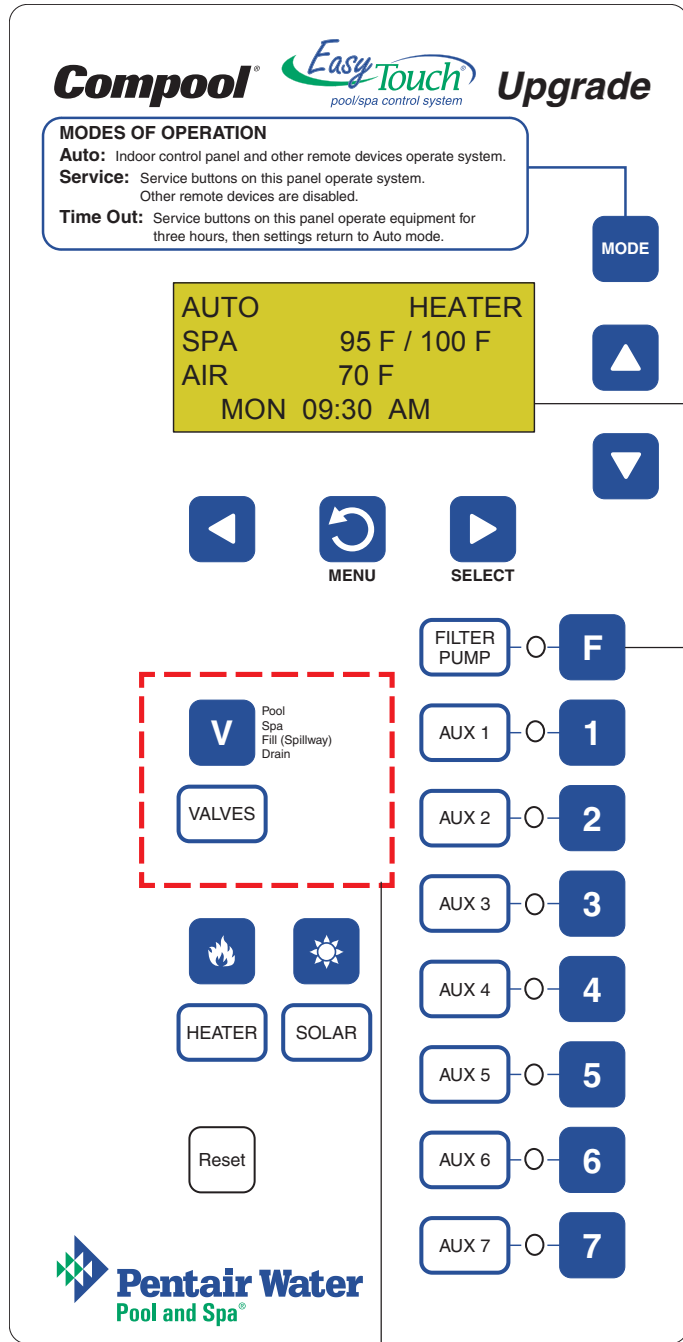 Compool® Easy Touch® Upgrade
pool/spa control system
MODES OF OPERATION
Auto: Indoor control panel and other remote devices operate system.
Service: Service buttons on this panel operate system.
Other remote devices are disabled.
Time Out: Service buttons on this panel operate equipment for
three hours, then settings return to Auto mode.
MODE
AUTO HEATER
SPA 95 F / 100 F
AIR 70 F
MON 09:30 AM
MENU SELECT
FILTER
PUMP
F
V
Pool
Spa
Fill (Spillway)
Drain
VALVES
AUX 1 1
AUX 2 2
AUX 3 3
AUX 4 4
AUX 5 5
AUX 6 6
AUX 7 7
HEATER SOLAR
Reset
Pentair Water
Pool and Spa®